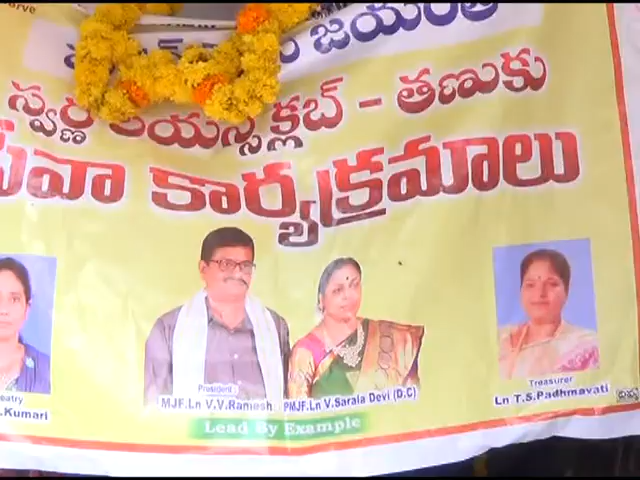 జయంతి
స్వర్ణ లయన్స్ క్లబ్ - తణుకు
సేవా కార్యక్రమాలు
President
MJF.Ln V.V.Ramesh
PMJF.Ln V.Sarala Devi (D.C)
Treasurer
Ln T.S.Padhmavati
.Kumari
Lead By Example